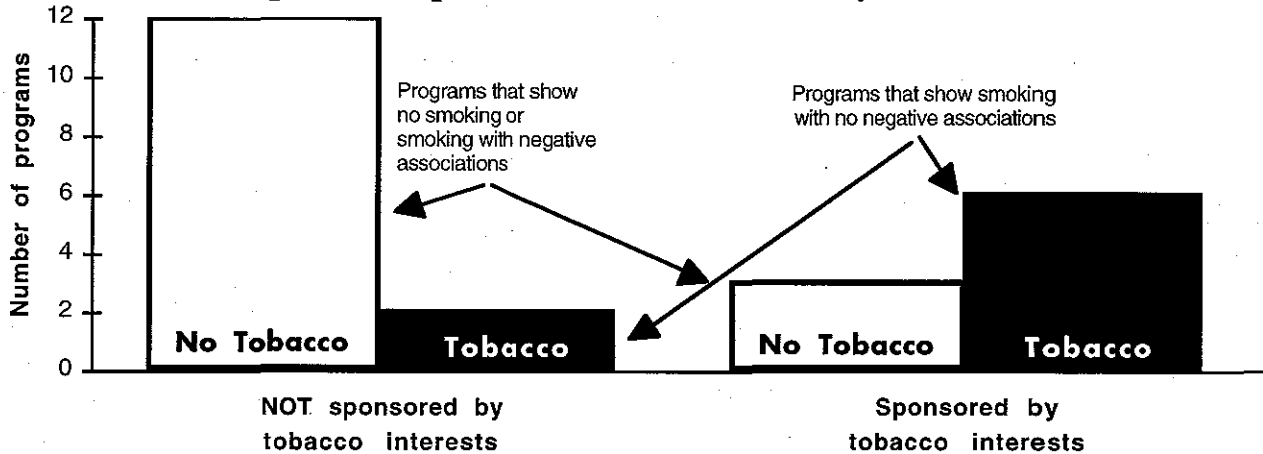 12
10
8
6
4
2
0
Number of programs
Programs that show
no smoking or
smoking with negative
associations
Programs that show smoking
with no negative associations
No Tobacco
Tobacco
No Tobacco
Tobacco
NOT sponsored by
tobacco interests
Sponsored by
tobacco interests